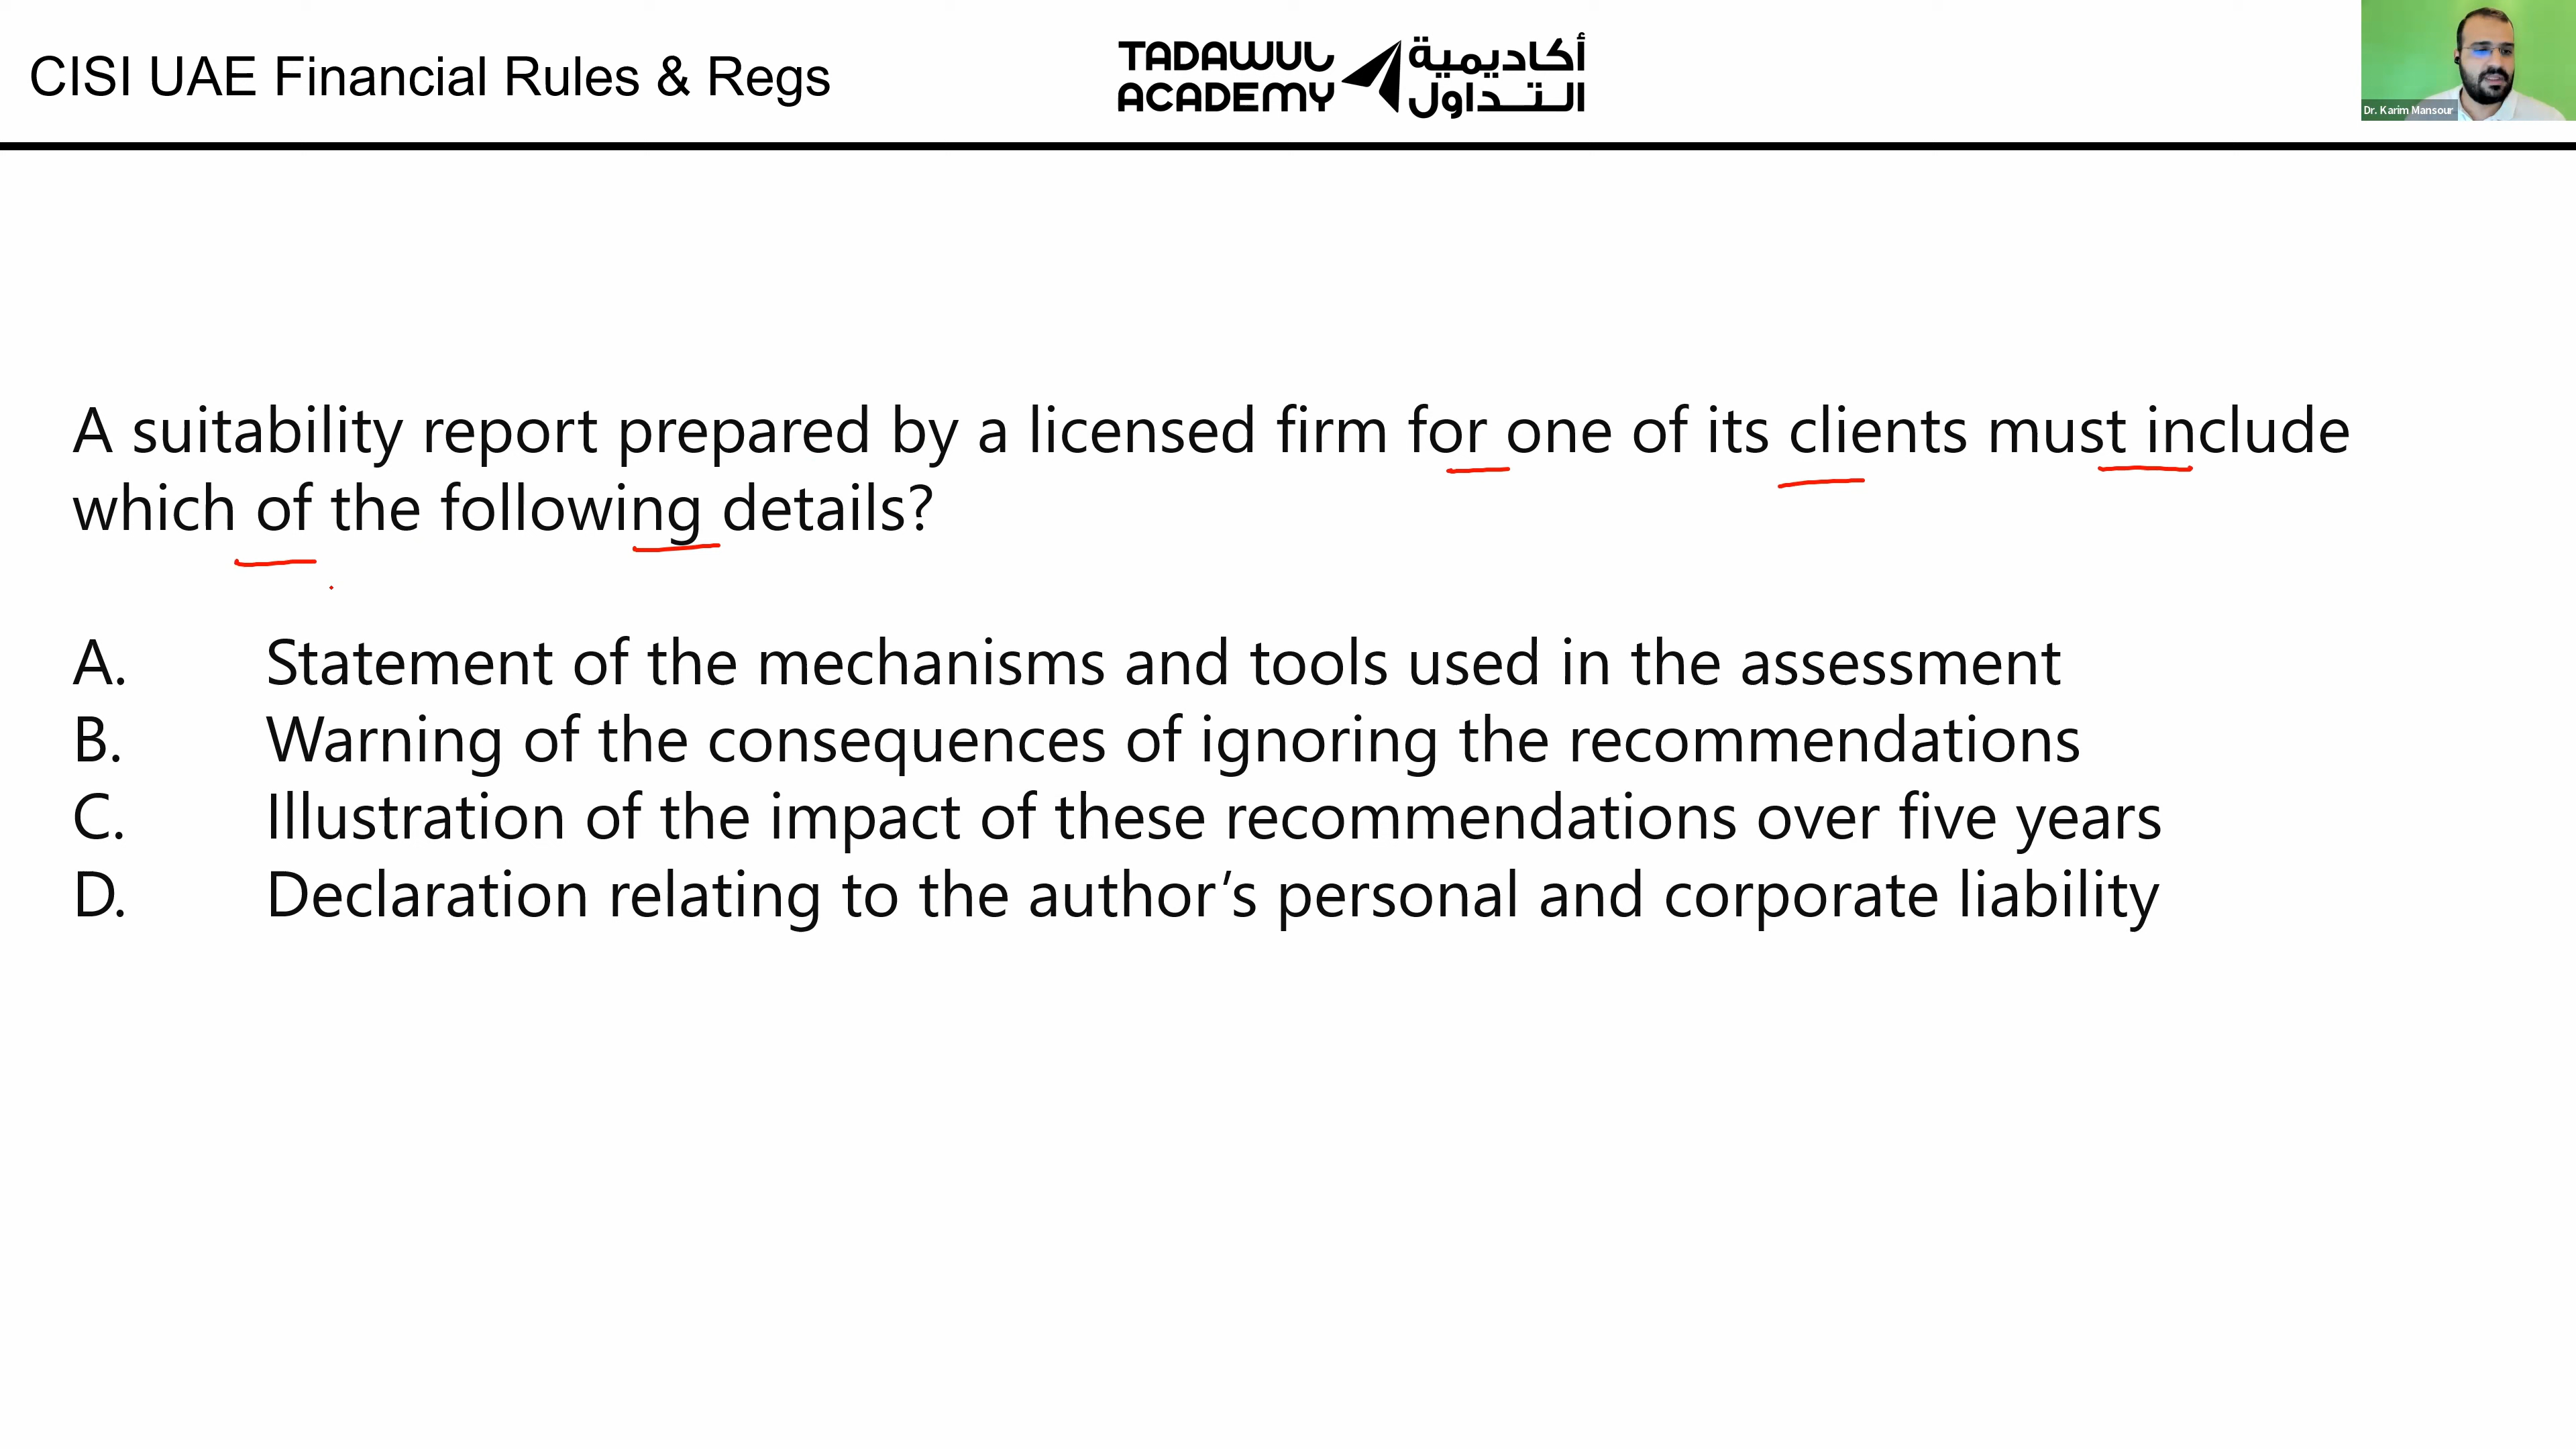 CISI UAE Financial Rules & Regs
TADAWUL
ACADEMY
أكاديمية
التـــداول
Dr. Karim Mansour
A suitability report prepared by a licensed firm for one of its clients must include
which of the following details?
A. Statement of the mechanisms and tools used in the assessment
B. Warning of the consequences of ignoring the recommendations
C. Illustration of the impact of these recommendations over five years
D. Declaration relating to the author’s personal and corporate liability